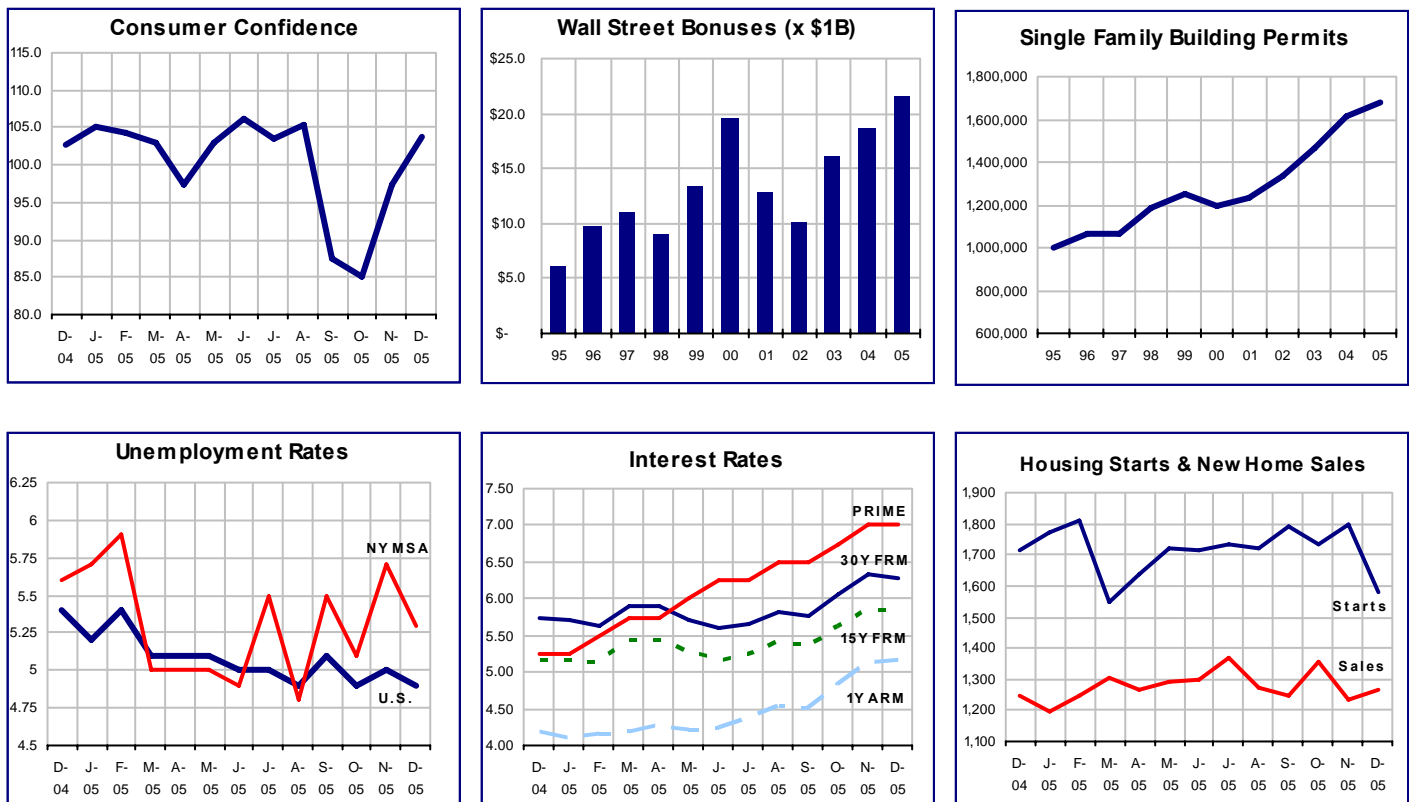 Consumer Confidence
115.0
110.0
105.0
100.0
95.0
90.0
85.0
80.0
D- J- F- M- A- M- J- J- A- S- O- N- D-
04 05 05 05 05 05 05 05 05 05 05 05 05
Wall Street Bonuses (x $1B)
$25.0
$20.0
$15.0
$10.0
$5.0
$-
95 96 97 98 99 00 01 02 03 04 05
Single Family Building Permits
1,800,000
1,600,000
1,400,000
1,200,000
1,000,000
800,000
600,000
95 96 97 98 99 00 01 02 03 04 05
Unemployment Rates
6.25
6
5.75
5.5
5.25
5
4.75
4.5
NY MSA
U.S.
D- J- F- M- A- M- J- J- A- S- O- N- D-
04 05 05 05 05 05 05 05 05 05 05 05 05
Interest Rates
7.50
7.00
6.50
6.00
5.50
5.00
4.50
4.00
PRIME
30Y FRM
15Y FRM
1Y ARM
D- J- F- M- A- M- J- J- A- S- O- N- D-
04 05 05 05 05 05 05 05 05 05 05 05 05
Housing Starts & New Home Sales
1,900
1,800
1,700
1,600
1,500
1,400
1,300
1,200
1,100
Starts
Sales
D- J- F- M- A- M- J- J- A- S- O- N- D-
04 05 05 05 05 05 05 05 05 05 05 05 05